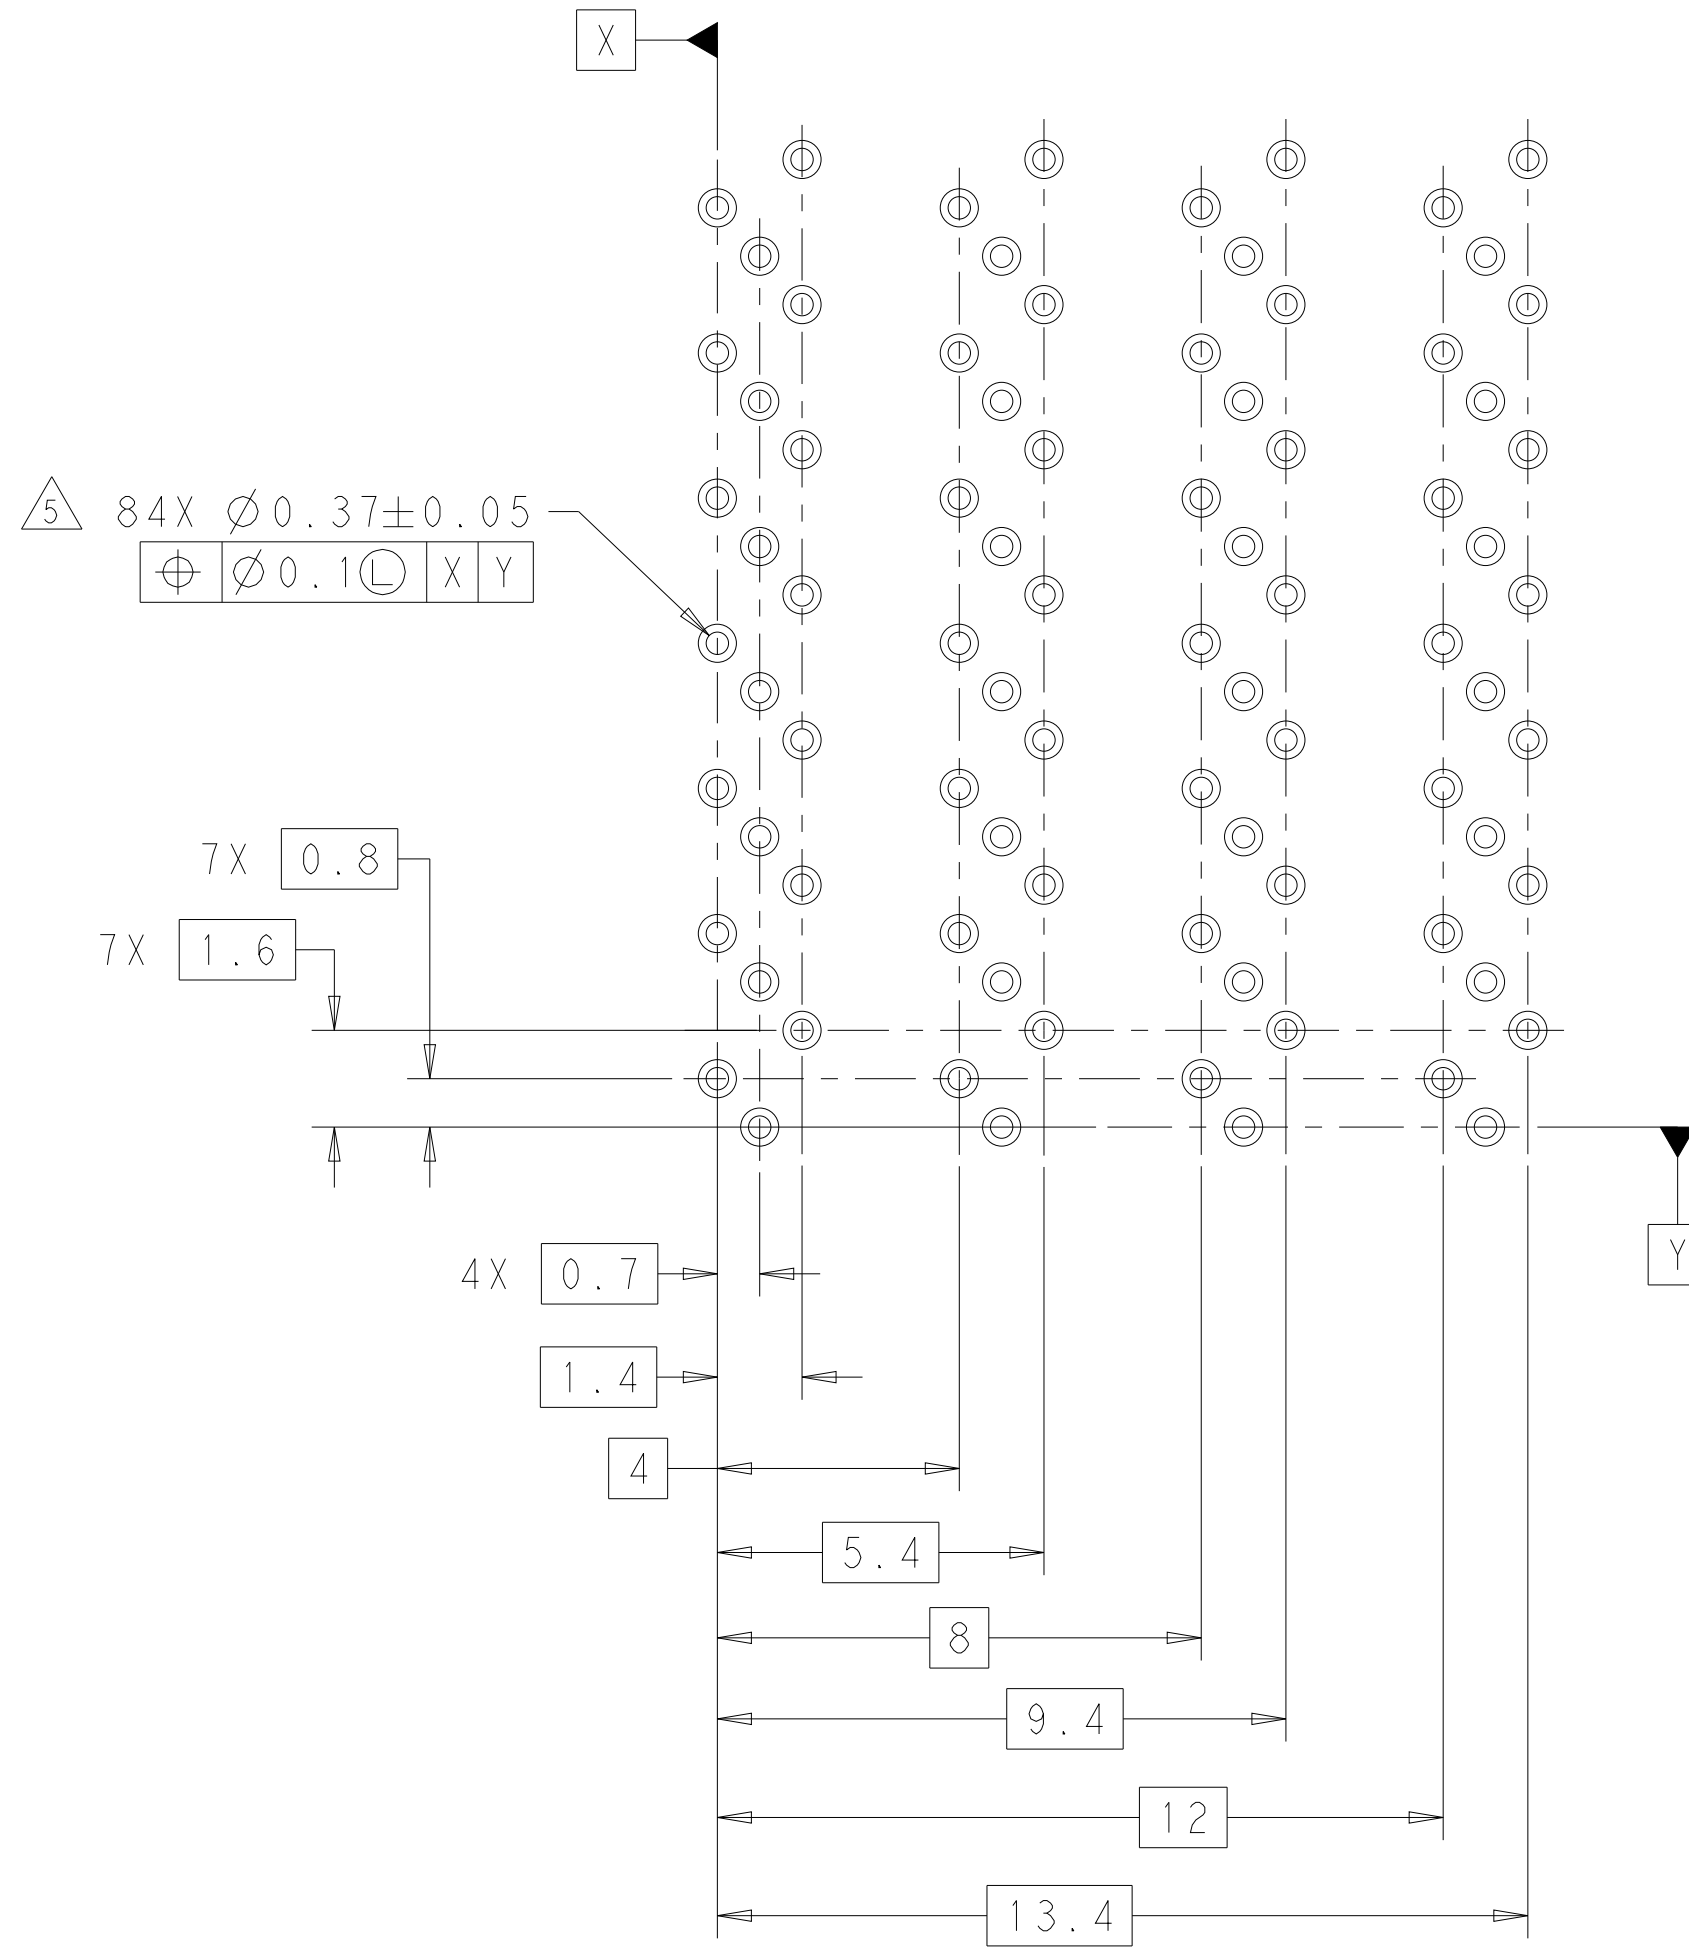 X
5
84X ⌀0.37±0.05
⌖ ⌀0.1Ⓛ X Y
7X 0.8
7X 1.6
Y
4X 0.7
1.4
4
5.4
8
9.4
12
13.4